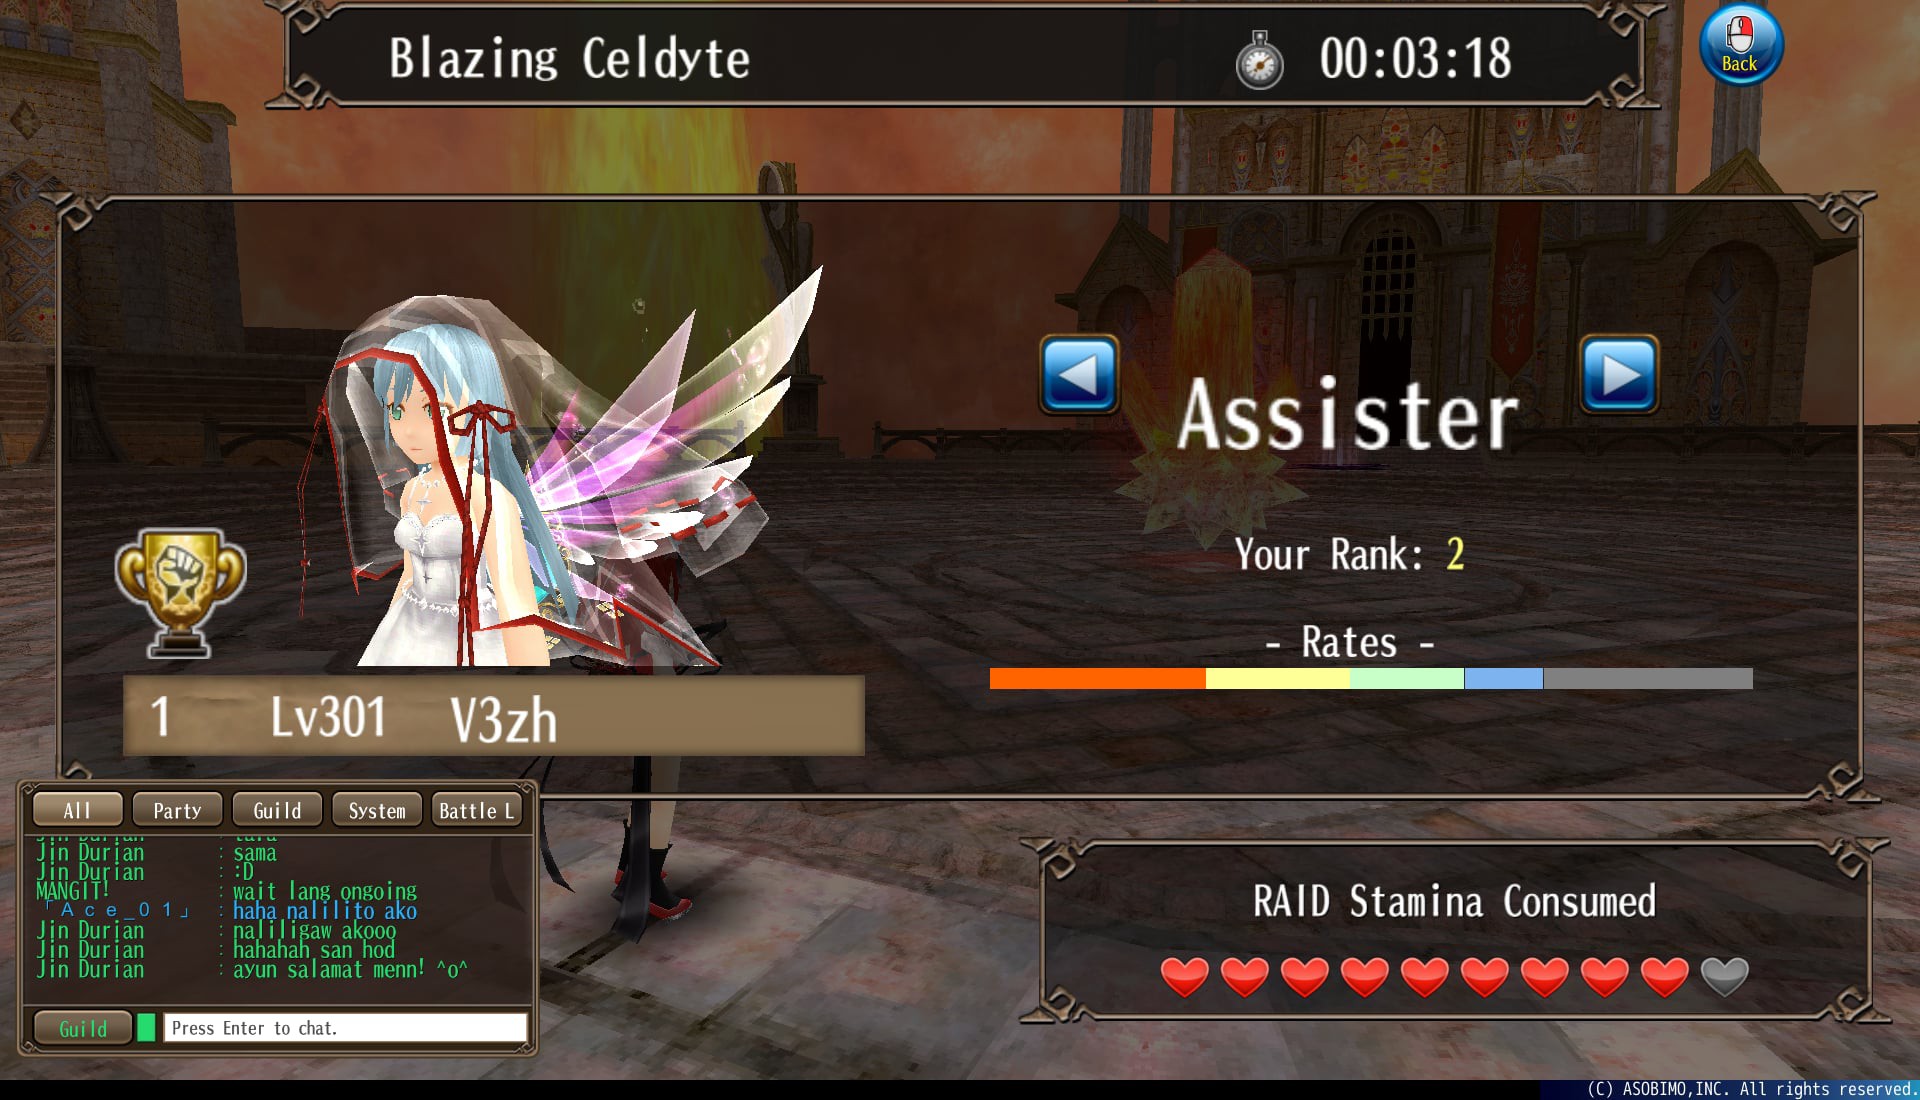 Blazing Celdyte
00:03:18
Back
Assister
Your Rank: 2
- Rates -
1 Lv301 V3zh
All Party Guild System Battle L
Jin Durian : sama
Jin Durian : :D
MANGIT! : wait lang ongoing
「Ace_01」 : haha nalilito ako
Jin Durian : naliligaw akooo
Jin Durian : hahahah san hod
Jin Durian : ayun salamat menn! ^o^
Guild Press Enter to chat.
RAID Stamina Consumed
(C) ASOBIMO,INC. All rights reserved.